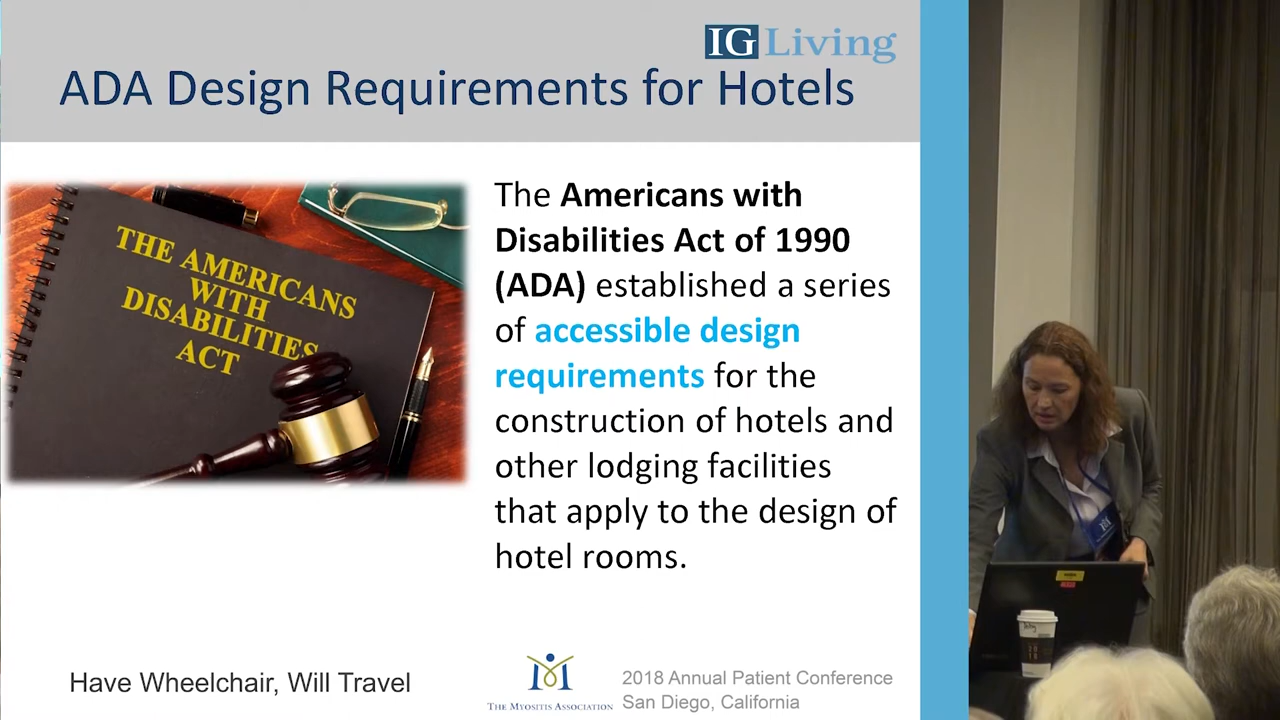 IG Living
ADA Design Requirements for Hotels
THE AMERICANS
WITH
DISABILITIES
ACT
The Americans with
Disabilities Act of 1990
(ADA) established a series
of accessible design
requirements for the
construction of hotels and
other lodging facilities
that apply to the design of
hotel rooms.
Have Wheelchair, Will Travel
THE MYOSITIS ASSOCIATION
2018 Annual Patient Conference
San Diego, California